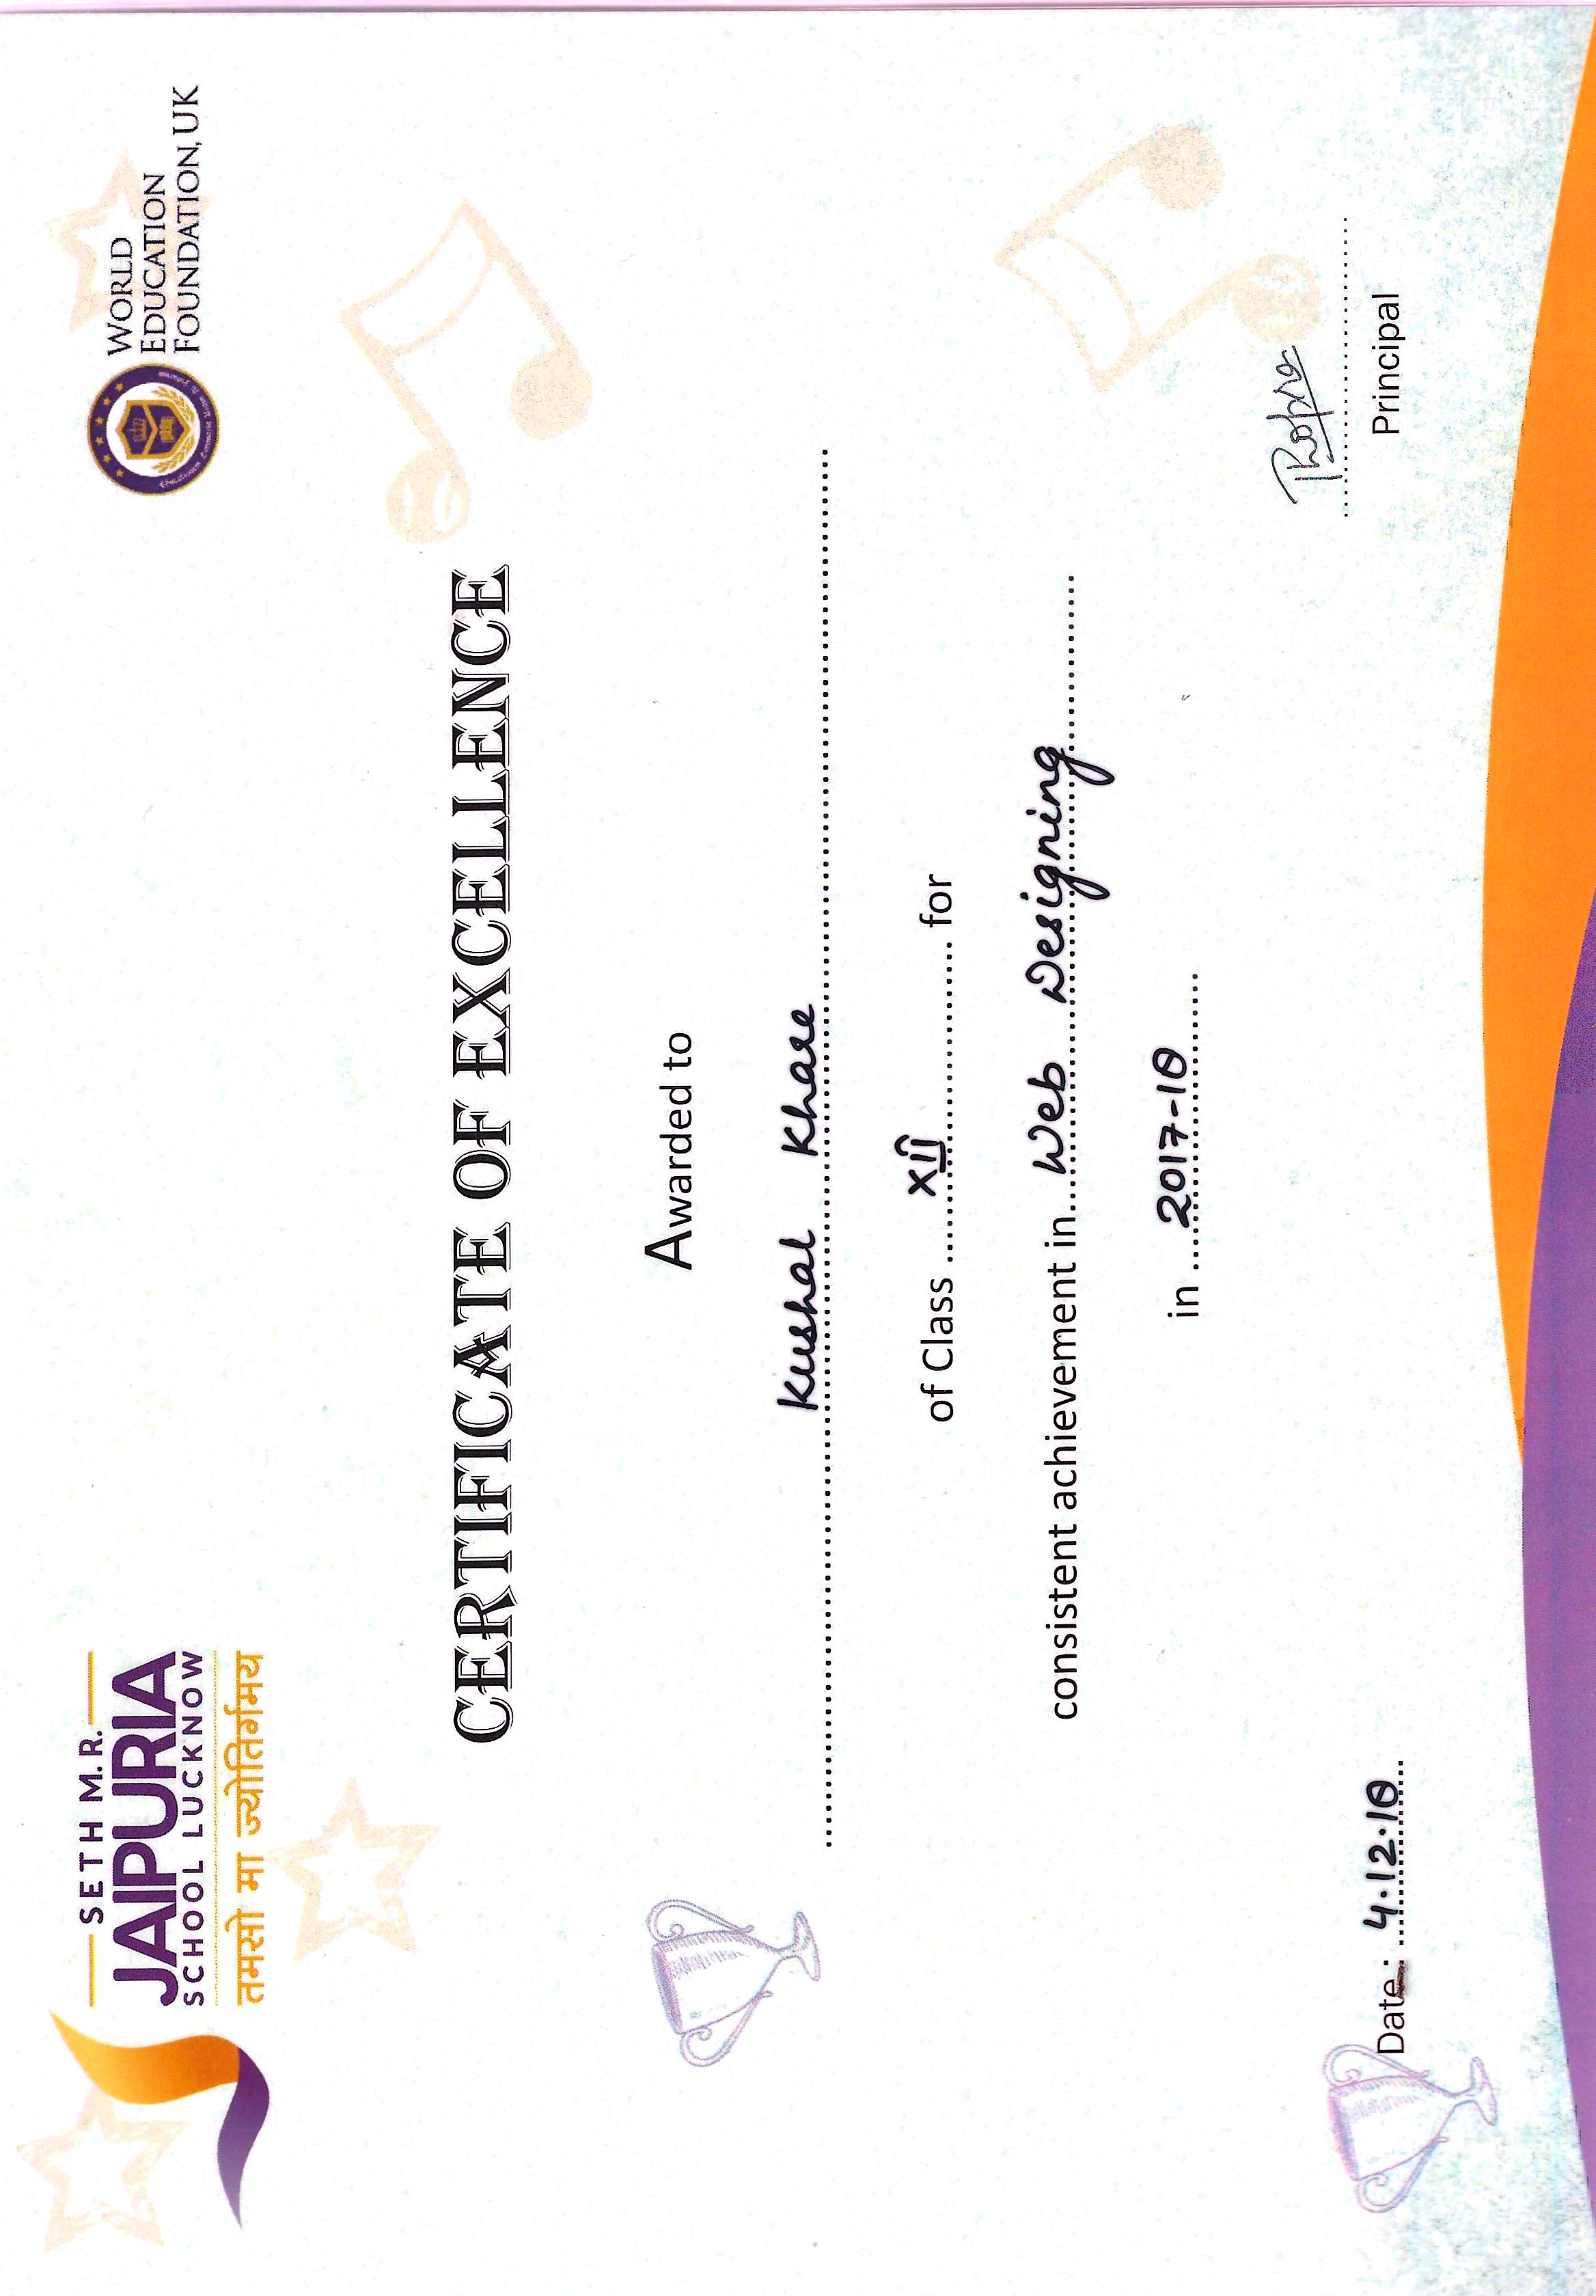 SETH M. R.
JAIPURIA
SCHOOL LUCKNOW
तमसो मा ज्योतिर्गमय
WORLD
EDUCATION
FOUNDATION, UK
CERTIFICATE OF EXCELLENCE
Awarded to
Kushal Khare
of Class XII for
consistent achievement in Web Designing
in 2017-18
Date : 4.12.18
Principal